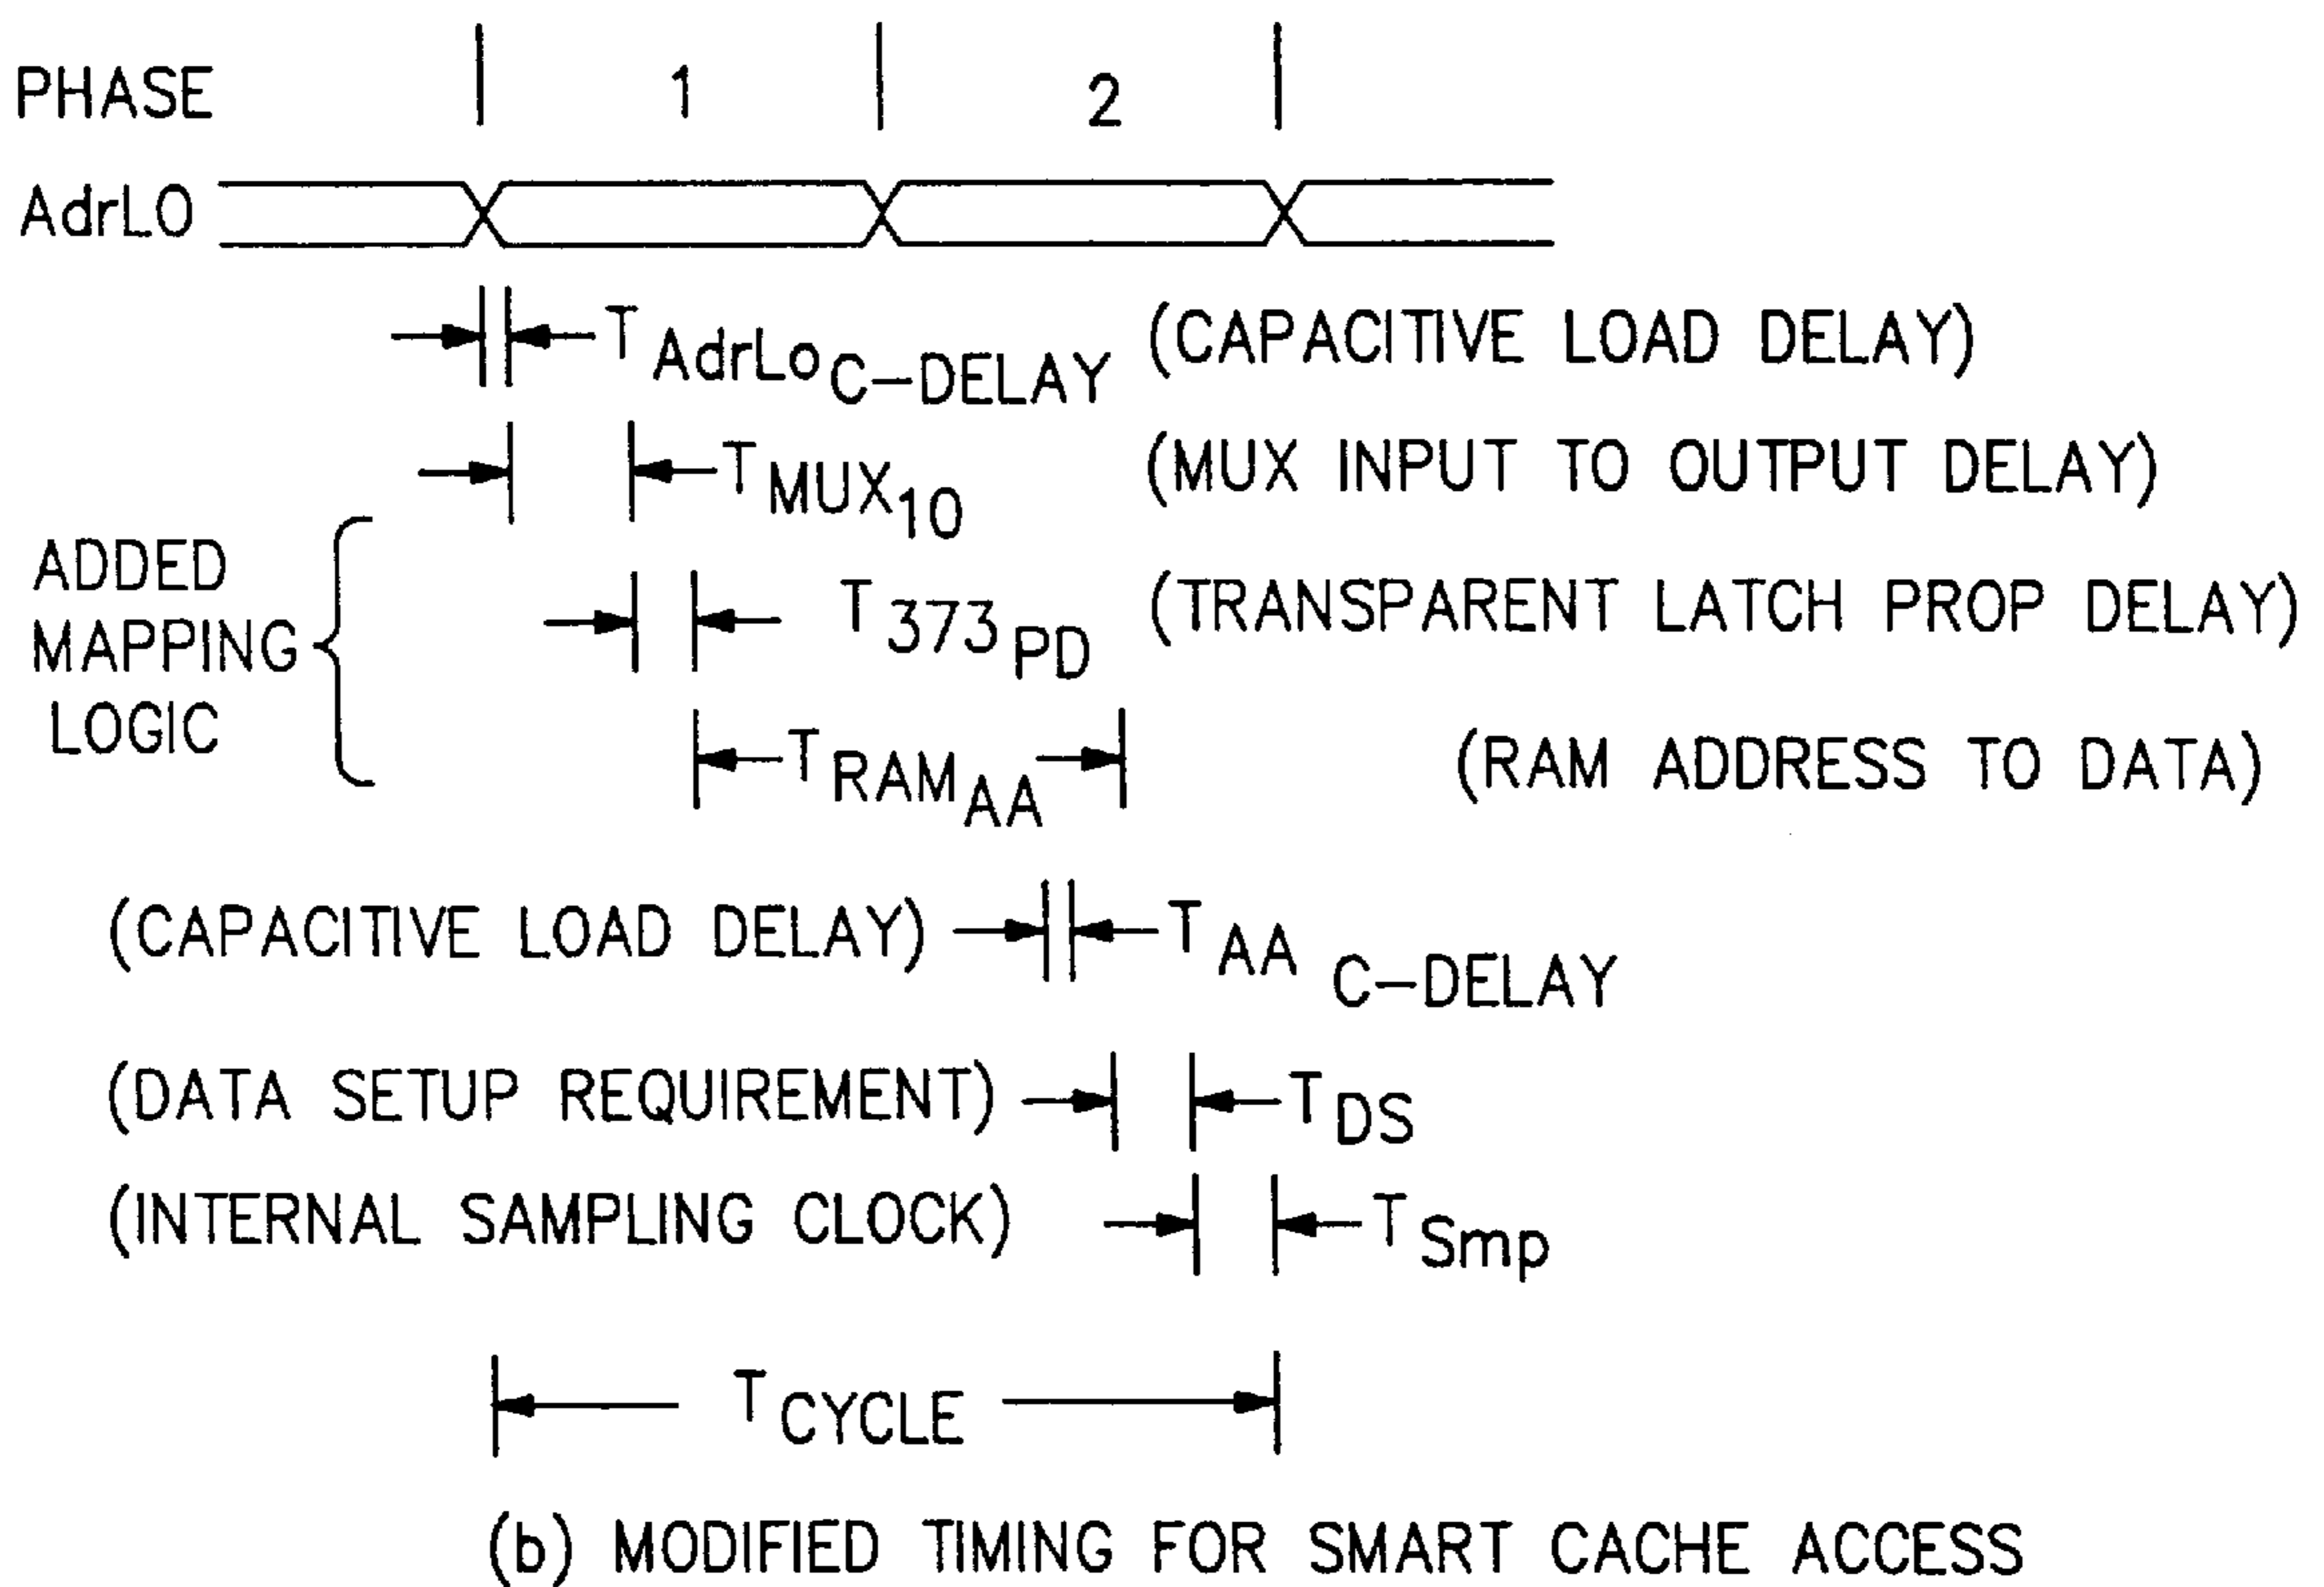 PHASE 1 2
AdrLO
T AdrLo C-DELAY (CAPACITIVE LOAD DELAY)
T MUX 10 (MUX INPUT TO OUTPUT DELAY)
ADDED
MAPPING
LOGIC
T 373 PD (TRANSPARENT LATCH PROP DELAY)
T RAM AA (RAM ADDRESS TO DATA)
(CAPACITIVE LOAD DELAY) T AA C-DELAY
(DATA SETUP REQUIREMENT) T DS
(INTERNAL SAMPLING CLOCK) T Smp
T CYCLE
(b) MODIFIED TIMING FOR SMART CACHE ACCESS